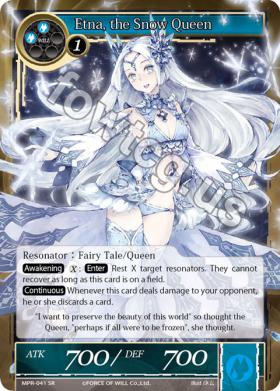 Etna, the Snow Queen
WILL
1
fowtcg.us
Resonator : Fairy Tale/Queen
Awakening X : Enter Rest X target resonators. They cannot
recover as long as this card is on a field.
Continuous Whenever this card deals damage to your opponent,
he or she discards a card.
"I want to preserve the beauty of this world" so thought the
Queen, "perhaps if all were to be frozen", she thought.
ATK 700/ DEF 700
MPR-041 SR ©FORCE OF WILL Co.,Ltd. Illust